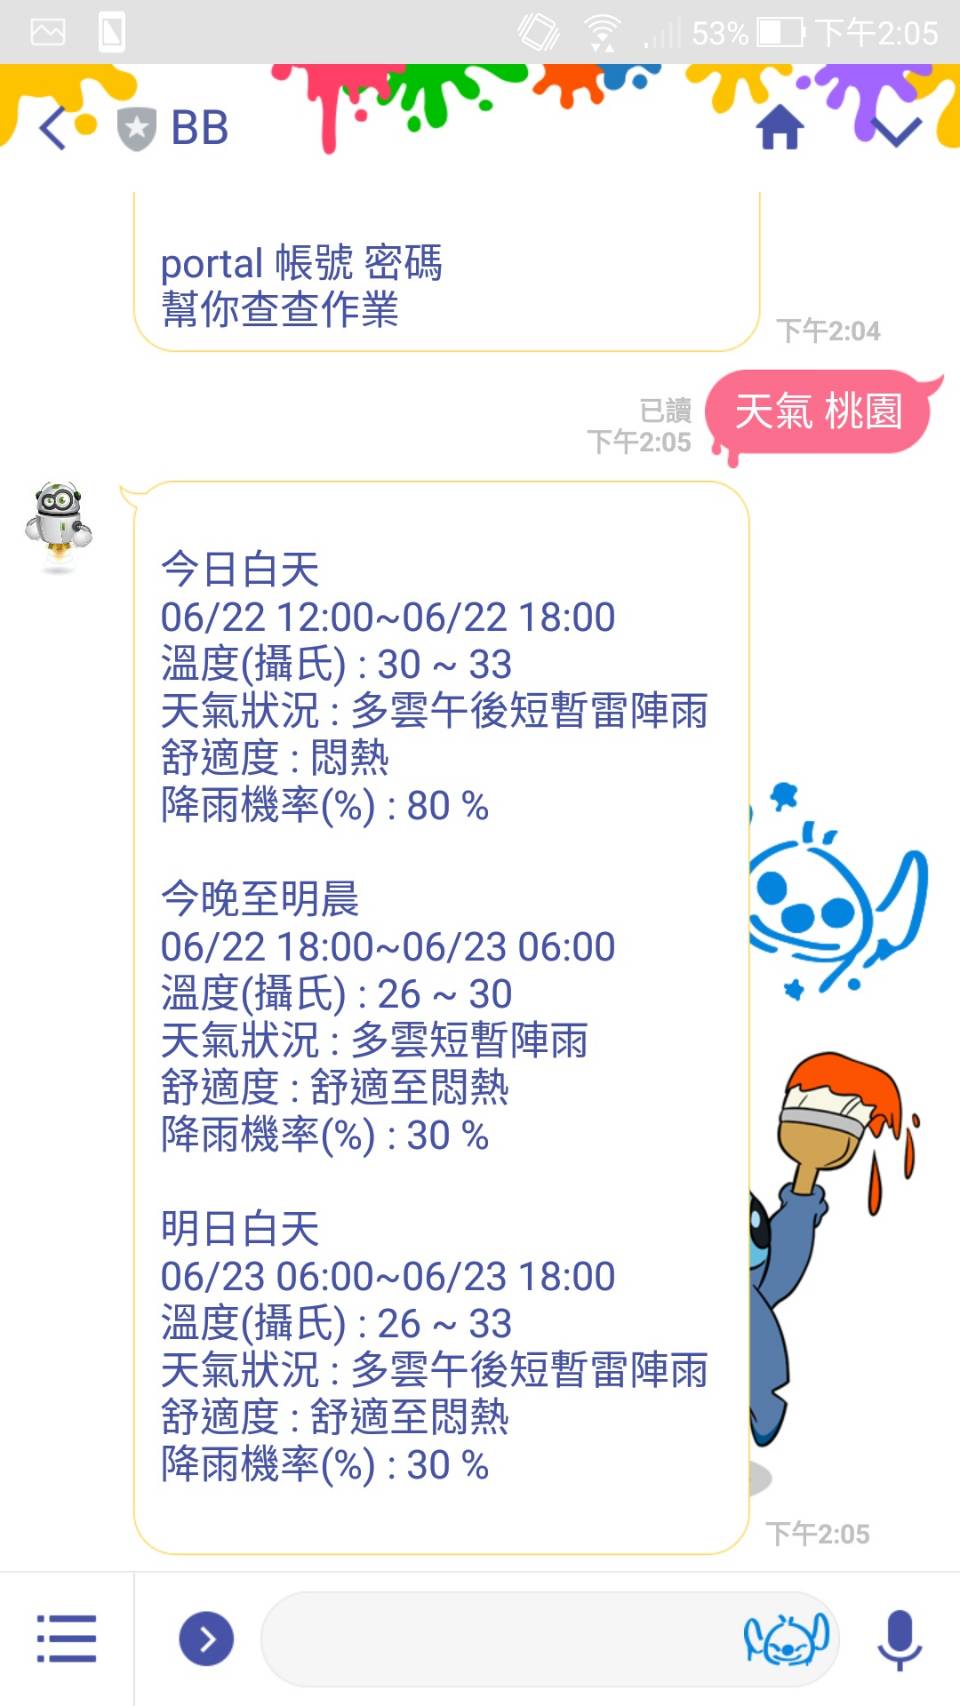 53% 下午2:05
BB
portal 帳號 密碼
幫你查查作業
下午2:04
天氣 桃園
已讀
下午2:05
今日白天
06/22 12:00~06/22 18:00
溫度(攝氏) : 30 ~ 33
天氣狀況 : 多雲午後短暫雷陣雨
舒適度 : 悶熱
降雨機率(%) : 80 %
今晚至明晨
06/22 18:00~06/23 06:00
溫度(攝氏) : 26 ~ 30
天氣狀況 : 多雲短暫陣雨
舒適度 : 舒適至悶熱
降雨機率(%) : 30 %
明日白天
06/23 06:00~06/23 18:00
溫度(攝氏) : 26 ~ 33
天氣狀況 : 多雲午後短暫雷陣雨
舒適度 : 舒適至悶熱
降雨機率(%) : 30 %
下午2:05